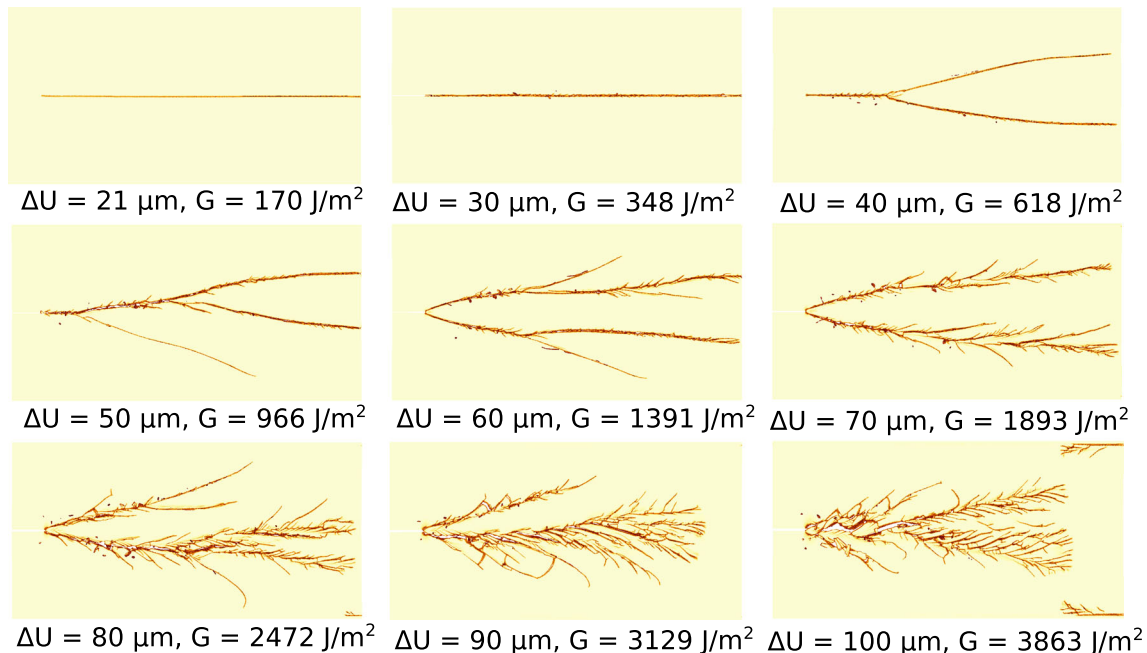 ΔU = 21 μm, G = 170 J/m²
ΔU = 30 μm, G = 348 J/m²
ΔU = 40 μm, G = 618 J/m²
ΔU = 50 μm, G = 966 J/m²
ΔU = 60 μm, G = 1391 J/m²
ΔU = 70 μm, G = 1893 J/m²
ΔU = 80 μm, G = 2472 J/m²
ΔU = 90 μm, G = 3129 J/m²
ΔU = 100 μm, G = 3863 J/m²